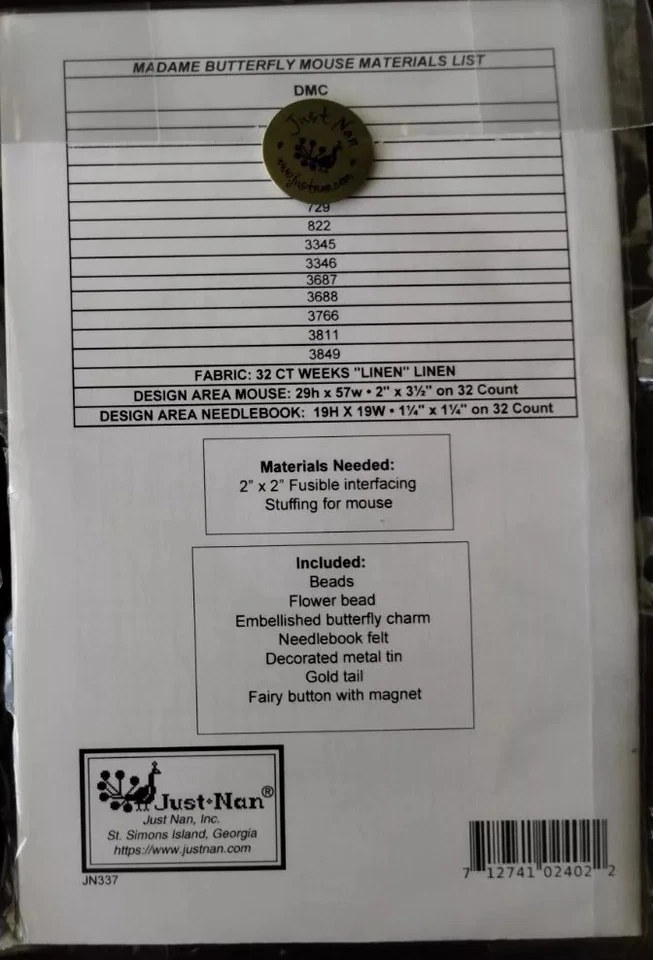 MADAME BUTTERFLY MOUSE MATERIALS LIST
DMC
Just Nan
www.justnan.com
729
822
3345
3346
3687
3688
3766
3811
3849
FABRIC: 32 CT WEEKS "LINEN" LINEN
DESIGN AREA MOUSE: 29h x 57w • 2" x 3½" on 32 Count
DESIGN AREA NEEDLEBOOK: 19H X 19W • 1¼" x 1¼" on 32 Count
Materials Needed:
2" x 2" Fusible interfacing
Stuffing for mouse
Included:
Beads
Flower bead
Embellished butterfly charm
Needlebook felt
Decorated metal tin
Gold tail
Fairy button with magnet
Just•Nan®
Just Nan, Inc.
St. Simons Island, Georgia
https://www.justnan.com
JN337
7 12741 02402 2